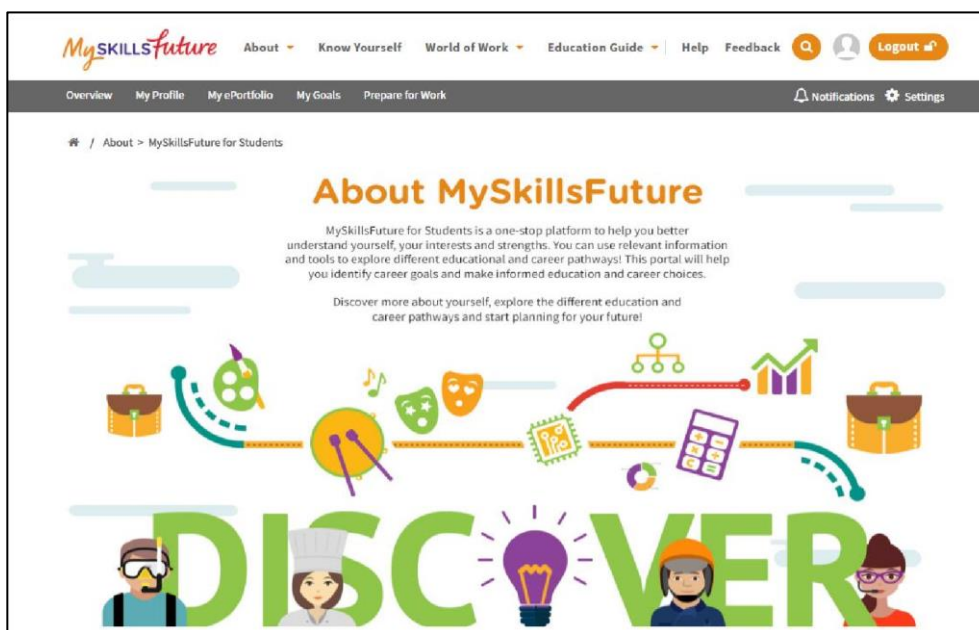 MySKILLSfuture About Know Yourself World of Work Education Guide Help Feedback Logout
Overview My Profile My ePortfolio My Goals Prepare for Work Notifications Settings
/ About > MySkillsFuture for Students
About MySkillsFuture
MySkillsFuture for Students is a one-stop platform to help you better
understand yourself, your interests and strengths. You can use relevant information
and tools to explore different educational and career pathways! This portal will help
you identify career goals and make informed education and career choices.
Discover more about yourself, explore the different education and
career pathways and start planning for your future!
DISCOVER